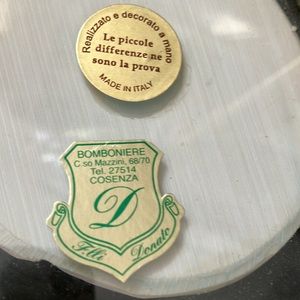 Realizzato e decorato a mano
Le piccole
differenze ne
sono la prova
MADE IN ITALY
BOMBONIERE
C.so Mazzini, 68/70
Tel. 27514
COSENZA
D
F.lli Donato